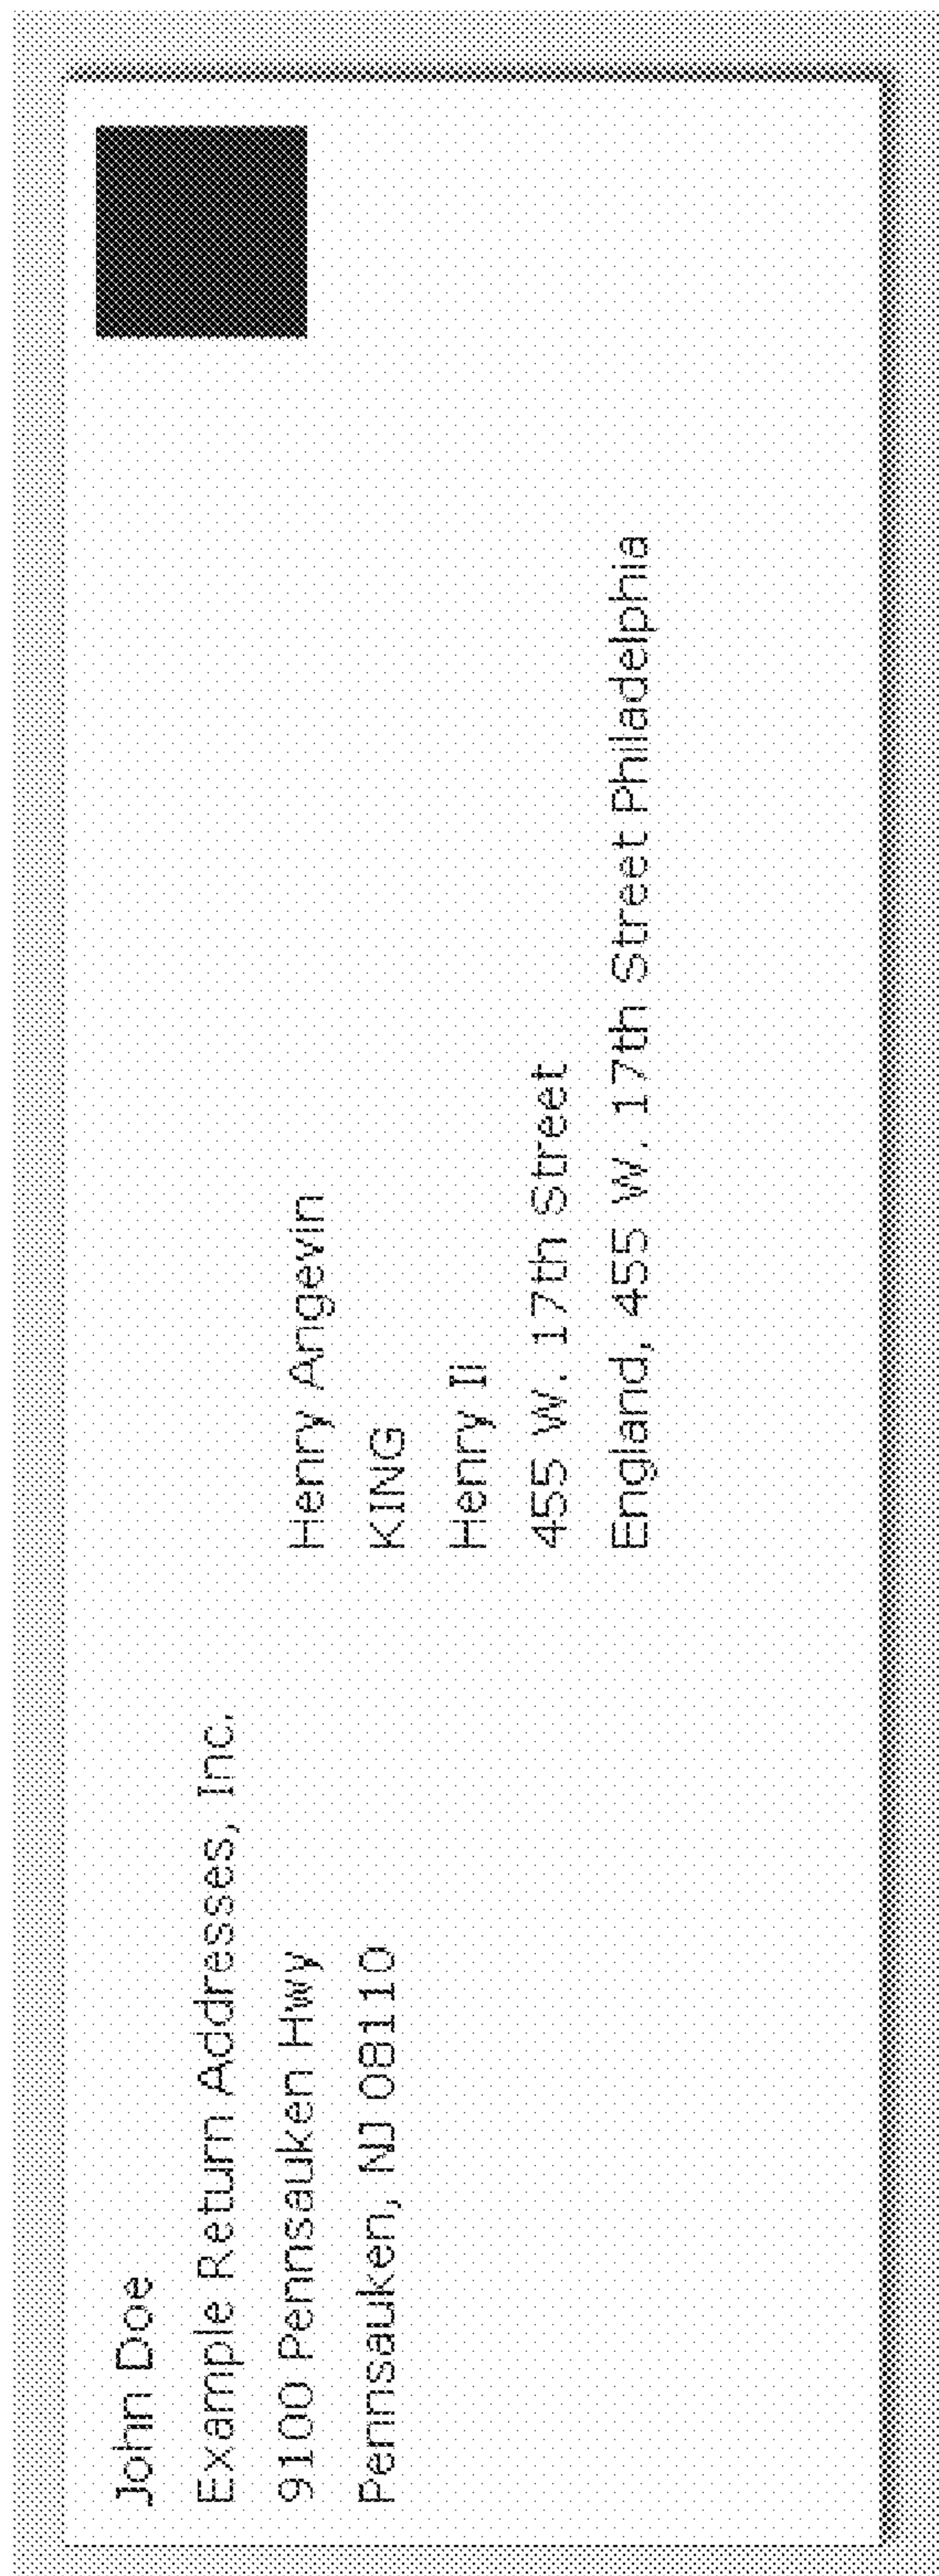 John Doe
Example Return Addresses, Inc.
9100 Pennsauken Hwy
Pennsauken, NJ 08110
Henry Angevin
KING
Henry Ii
455 W. 17th Street
England, 455 W. 17th Street Philadelphia